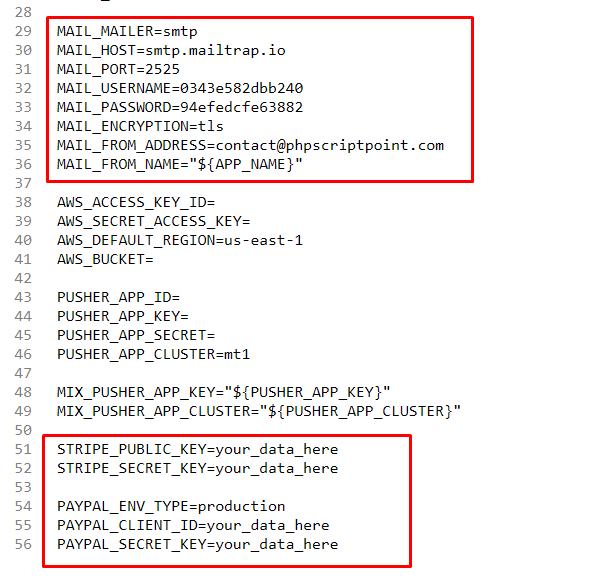 28
29 MAIL_MAILER=smtp
30 MAIL_HOST=smtp.mailtrap.io
31 MAIL_PORT=2525
32 MAIL_USERNAME=0343e582dbb240
33 MAIL_PASSWORD=94efedcfe63882
34 MAIL_ENCRYPTION=tls
35 MAIL_FROM_ADDRESS=contact@phpscriptpoint.com
36 MAIL_FROM_NAME="${APP_NAME}"
37
38 AWS_ACCESS_KEY_ID=
39 AWS_SECRET_ACCESS_KEY=
40 AWS_DEFAULT_REGION=us-east-1
41 AWS_BUCKET=
42
43 PUSHER_APP_ID=
44 PUSHER_APP_KEY=
45 PUSHER_APP_SECRET=
46 PUSHER_APP_CLUSTER=mt1
47
48 MIX_PUSHER_APP_KEY="${PUSHER_APP_KEY}"
49 MIX_PUSHER_APP_CLUSTER="${PUSHER_APP_CLUSTER}"
50
51 STRIPE_PUBLIC_KEY=your_data_here
52 STRIPE_SECRET_KEY=your_data_here
53
54 PAYPAL_ENV_TYPE=production
55 PAYPAL_CLIENT_ID=your_data_here
56 PAYPAL_SECRET_KEY=your_data_here